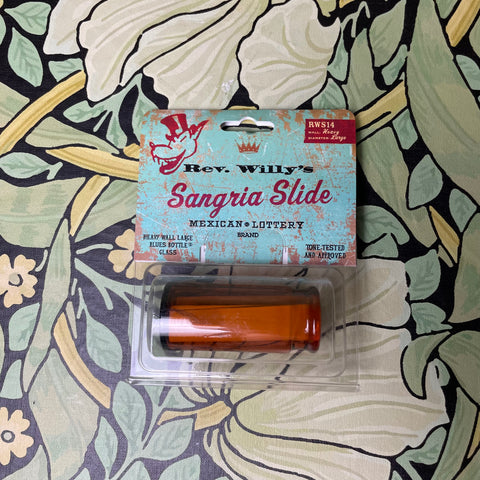 RWS14
WALL: Heavy
DIAMETER: Large
Rev. Willy's
Sangria Slide
MEXICAN LOTTERY
BRAND
HEAVY WALL LARGE
BLUES BOTTLE®
GLASS
TONE TESTED
AND APPROVED